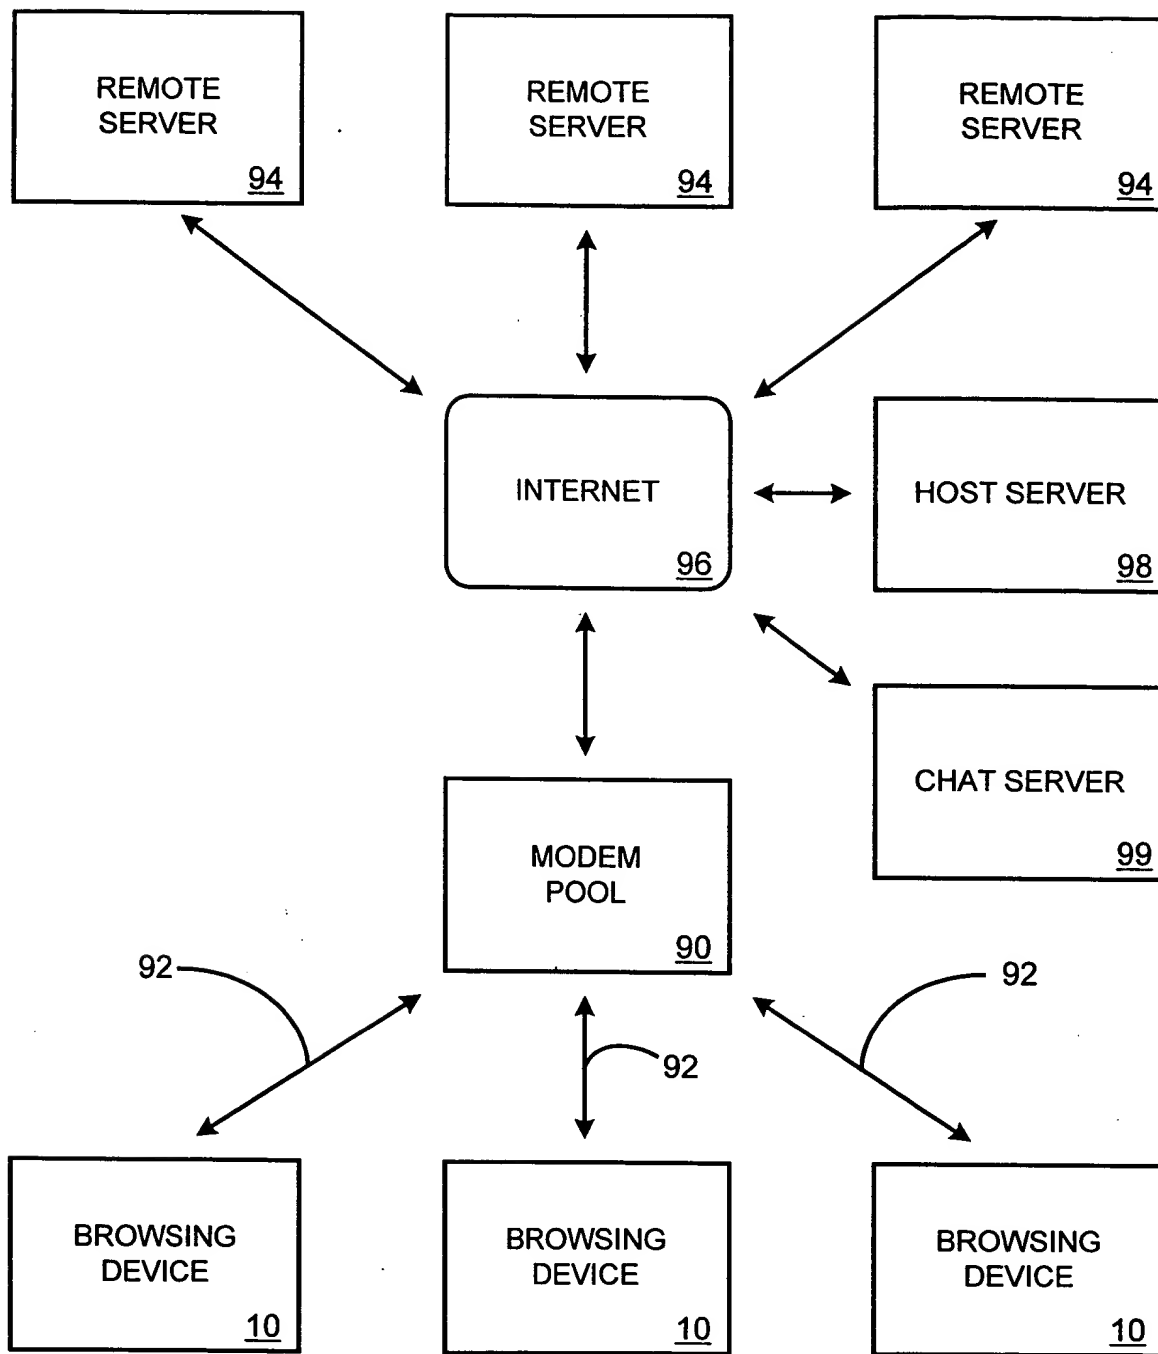 REMOTE
SERVER
94
REMOTE
SERVER
94
REMOTE
SERVER
94
INTERNET
96
HOST SERVER
98
CHAT SERVER
99
MODEM
POOL
90
92
92
92
BROWSING
DEVICE
10
BROWSING
DEVICE
10
BROWSING
DEVICE
10